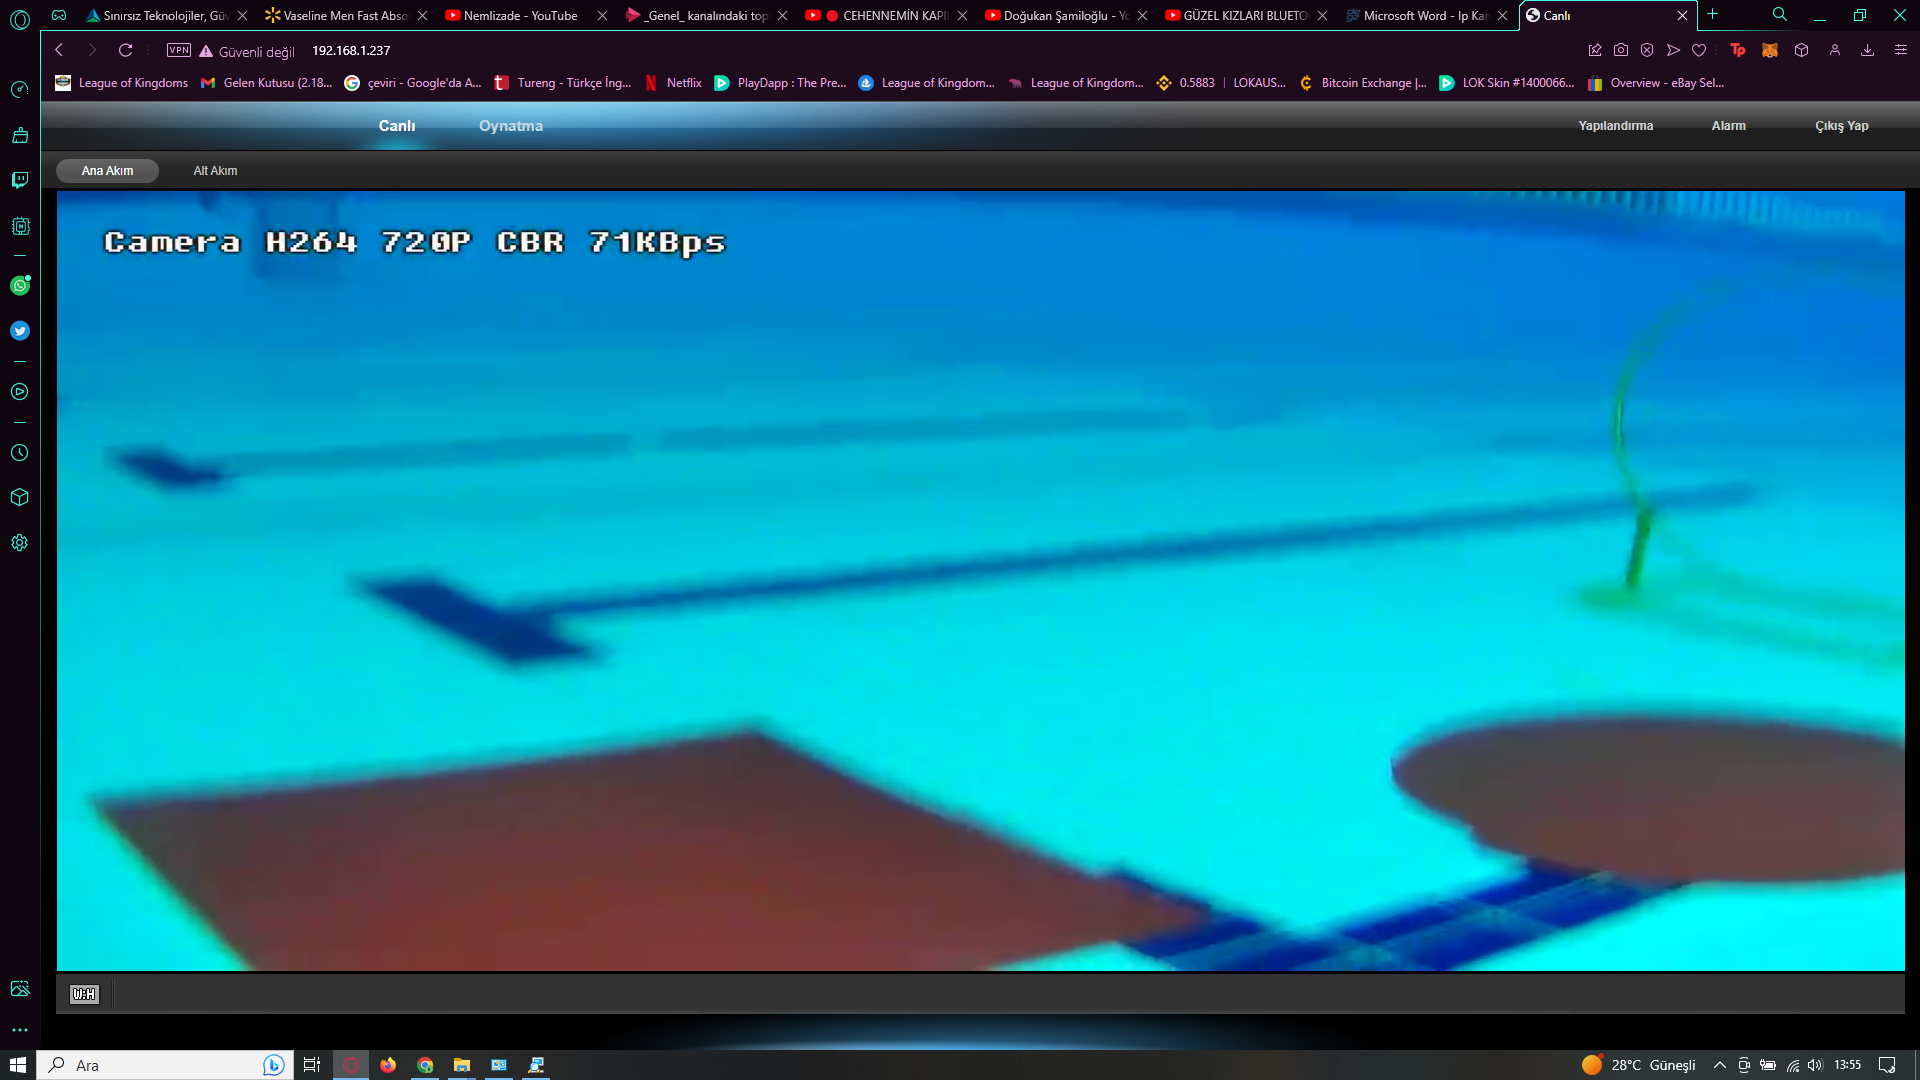 Sınırsız Teknolojiler, Gü
Vaseline Men Fast Abso
Nemlizade - YouTube
_Genel_ kanalındaki top
CEHENNEMİN KAPI
Doğukan Şamiloğlu - Yo
GÜZEL KIZLARI BLUETO
Microsoft Word - Ip Kar
Canlı
VPN Güvenli değil 192.168.1.237
League of Kingdoms
Gelen Kutusu (2.18...
çeviri - Google'da A...
Tureng - Türkçe İng...
Netflix
PlayDapp : The Pre...
League of Kingdom...
League of Kingdom...
0.5883 | LOKAUS...
Bitcoin Exchange |...
LOK Skin #1400066...
Overview - eBay Sel...
Canlı Oynatma Yapılandırma Alarm Çıkış Yap
Ana Akım Alt Akım
Camera H264 720P CBR 71KBps
W:H
Ara
28°C Güneşli
13:55